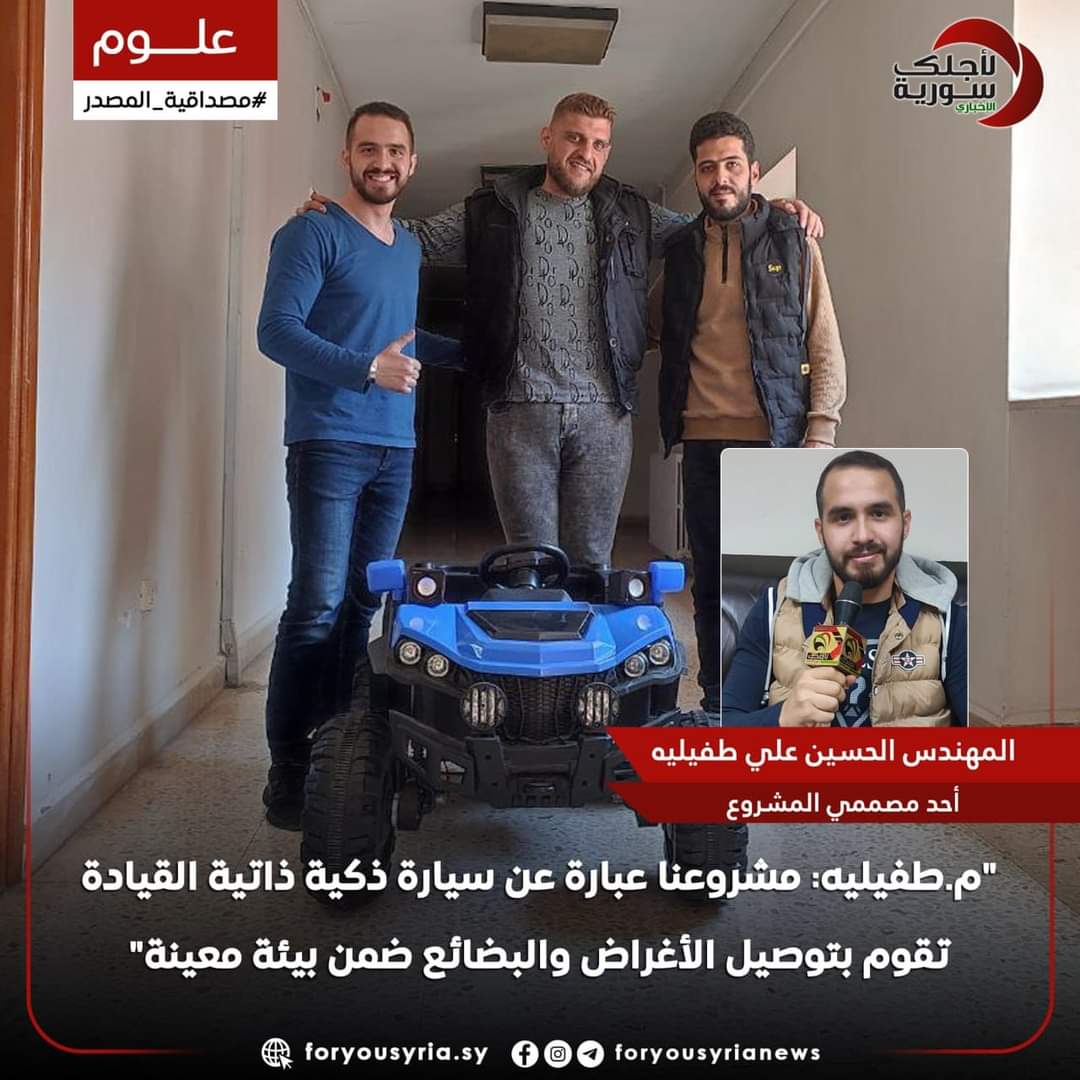 علـــوم
#مصداقية_المصدر
لأجلك
سورية
الإخباري
Sup
المهندس الحسين علي طفيليه
أحد مصممي المشروع
"م.طفيليه: مشروعنا عبارة عن سيارة ذكية ذاتية القيادة
تقوم بتوصيل الأغراض والبضائع ضمن بيئة معينة"
foryousyria.sy
foryousyrianews